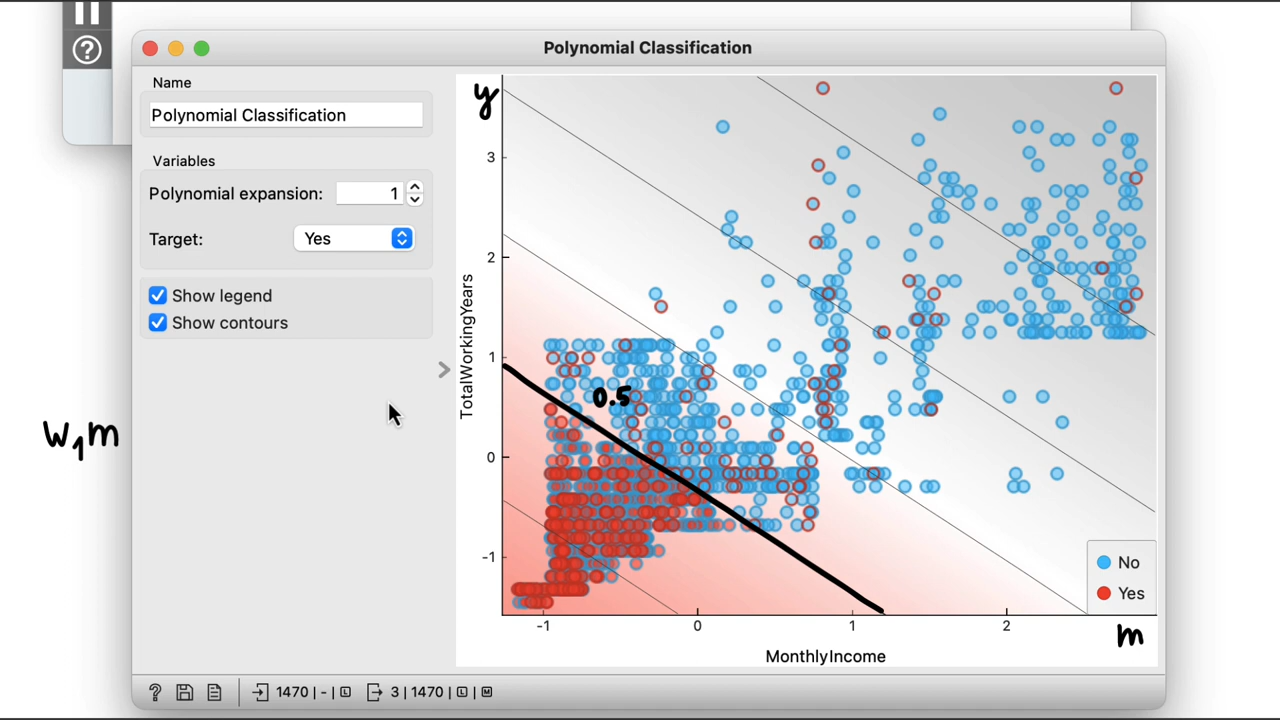 Polynomial Classification
Name
Polynomial Classification
Variables
Polynomial expansion: 1
Target: Yes
Show legend
Show contours
y
3
2
1
0
-1
TotalWorkingYears
0.5
w₁m
No
Yes
-1 0 1 2
m
MonthlyIncome
? 1470 | - | L 3 | 1470 | L | M